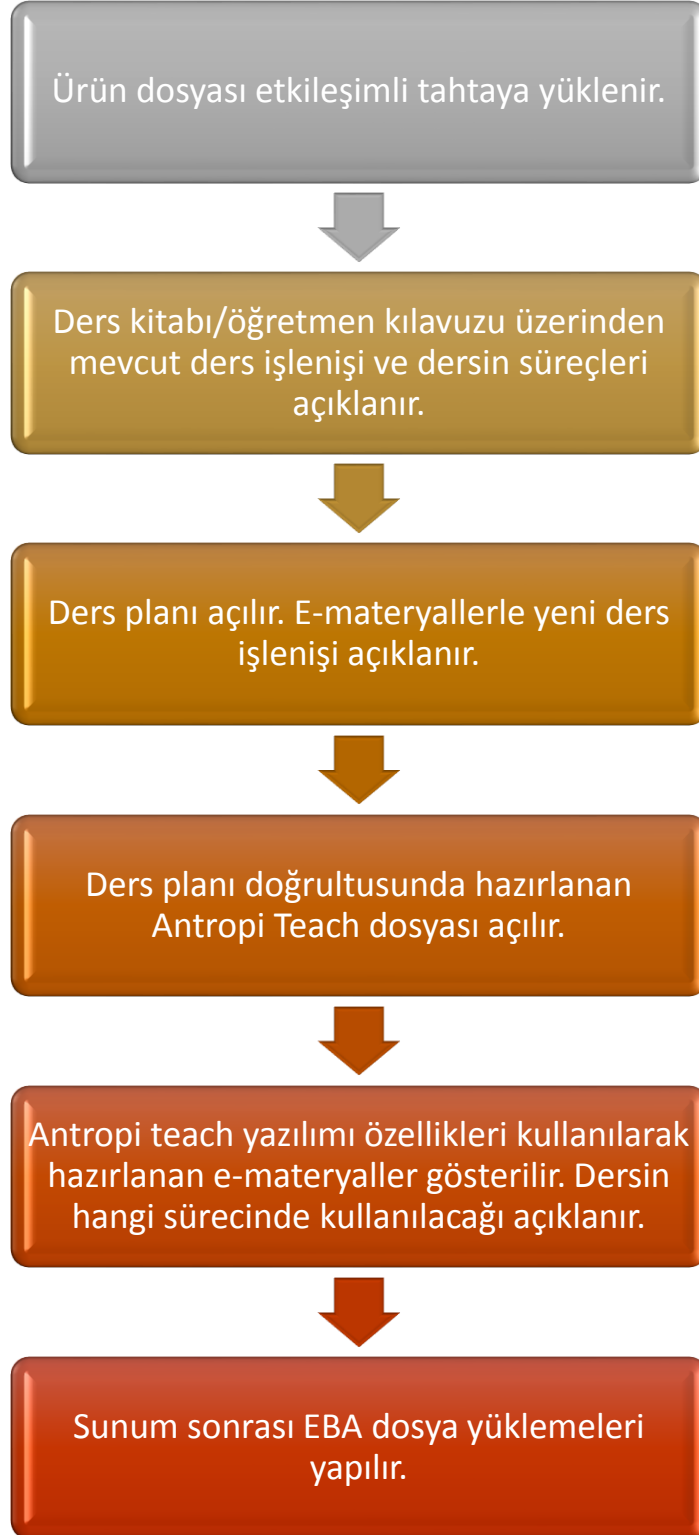 Ürün dosyası etkileşimli tahtaya yüklenir.
Ders kitabı/öğretmen kılavuzu üzerinden
mevcut ders işlenişi ve dersin süreçleri
açıklanır.
Ders planı açılır. E-materyallerle yeni ders
işlenişi açıklanır.
Ders planı doğrultusunda hazırlanan
Antropi Teach dosyası açılır.
Antropi teach yazılımı özellikleri kullanılarak
hazırlanan e-materyaller gösterilir. Dersin
hangi sürecinde kullanılacağı açıklanır.
Sunum sonrası EBA dosya yüklemeleri
yapılır.